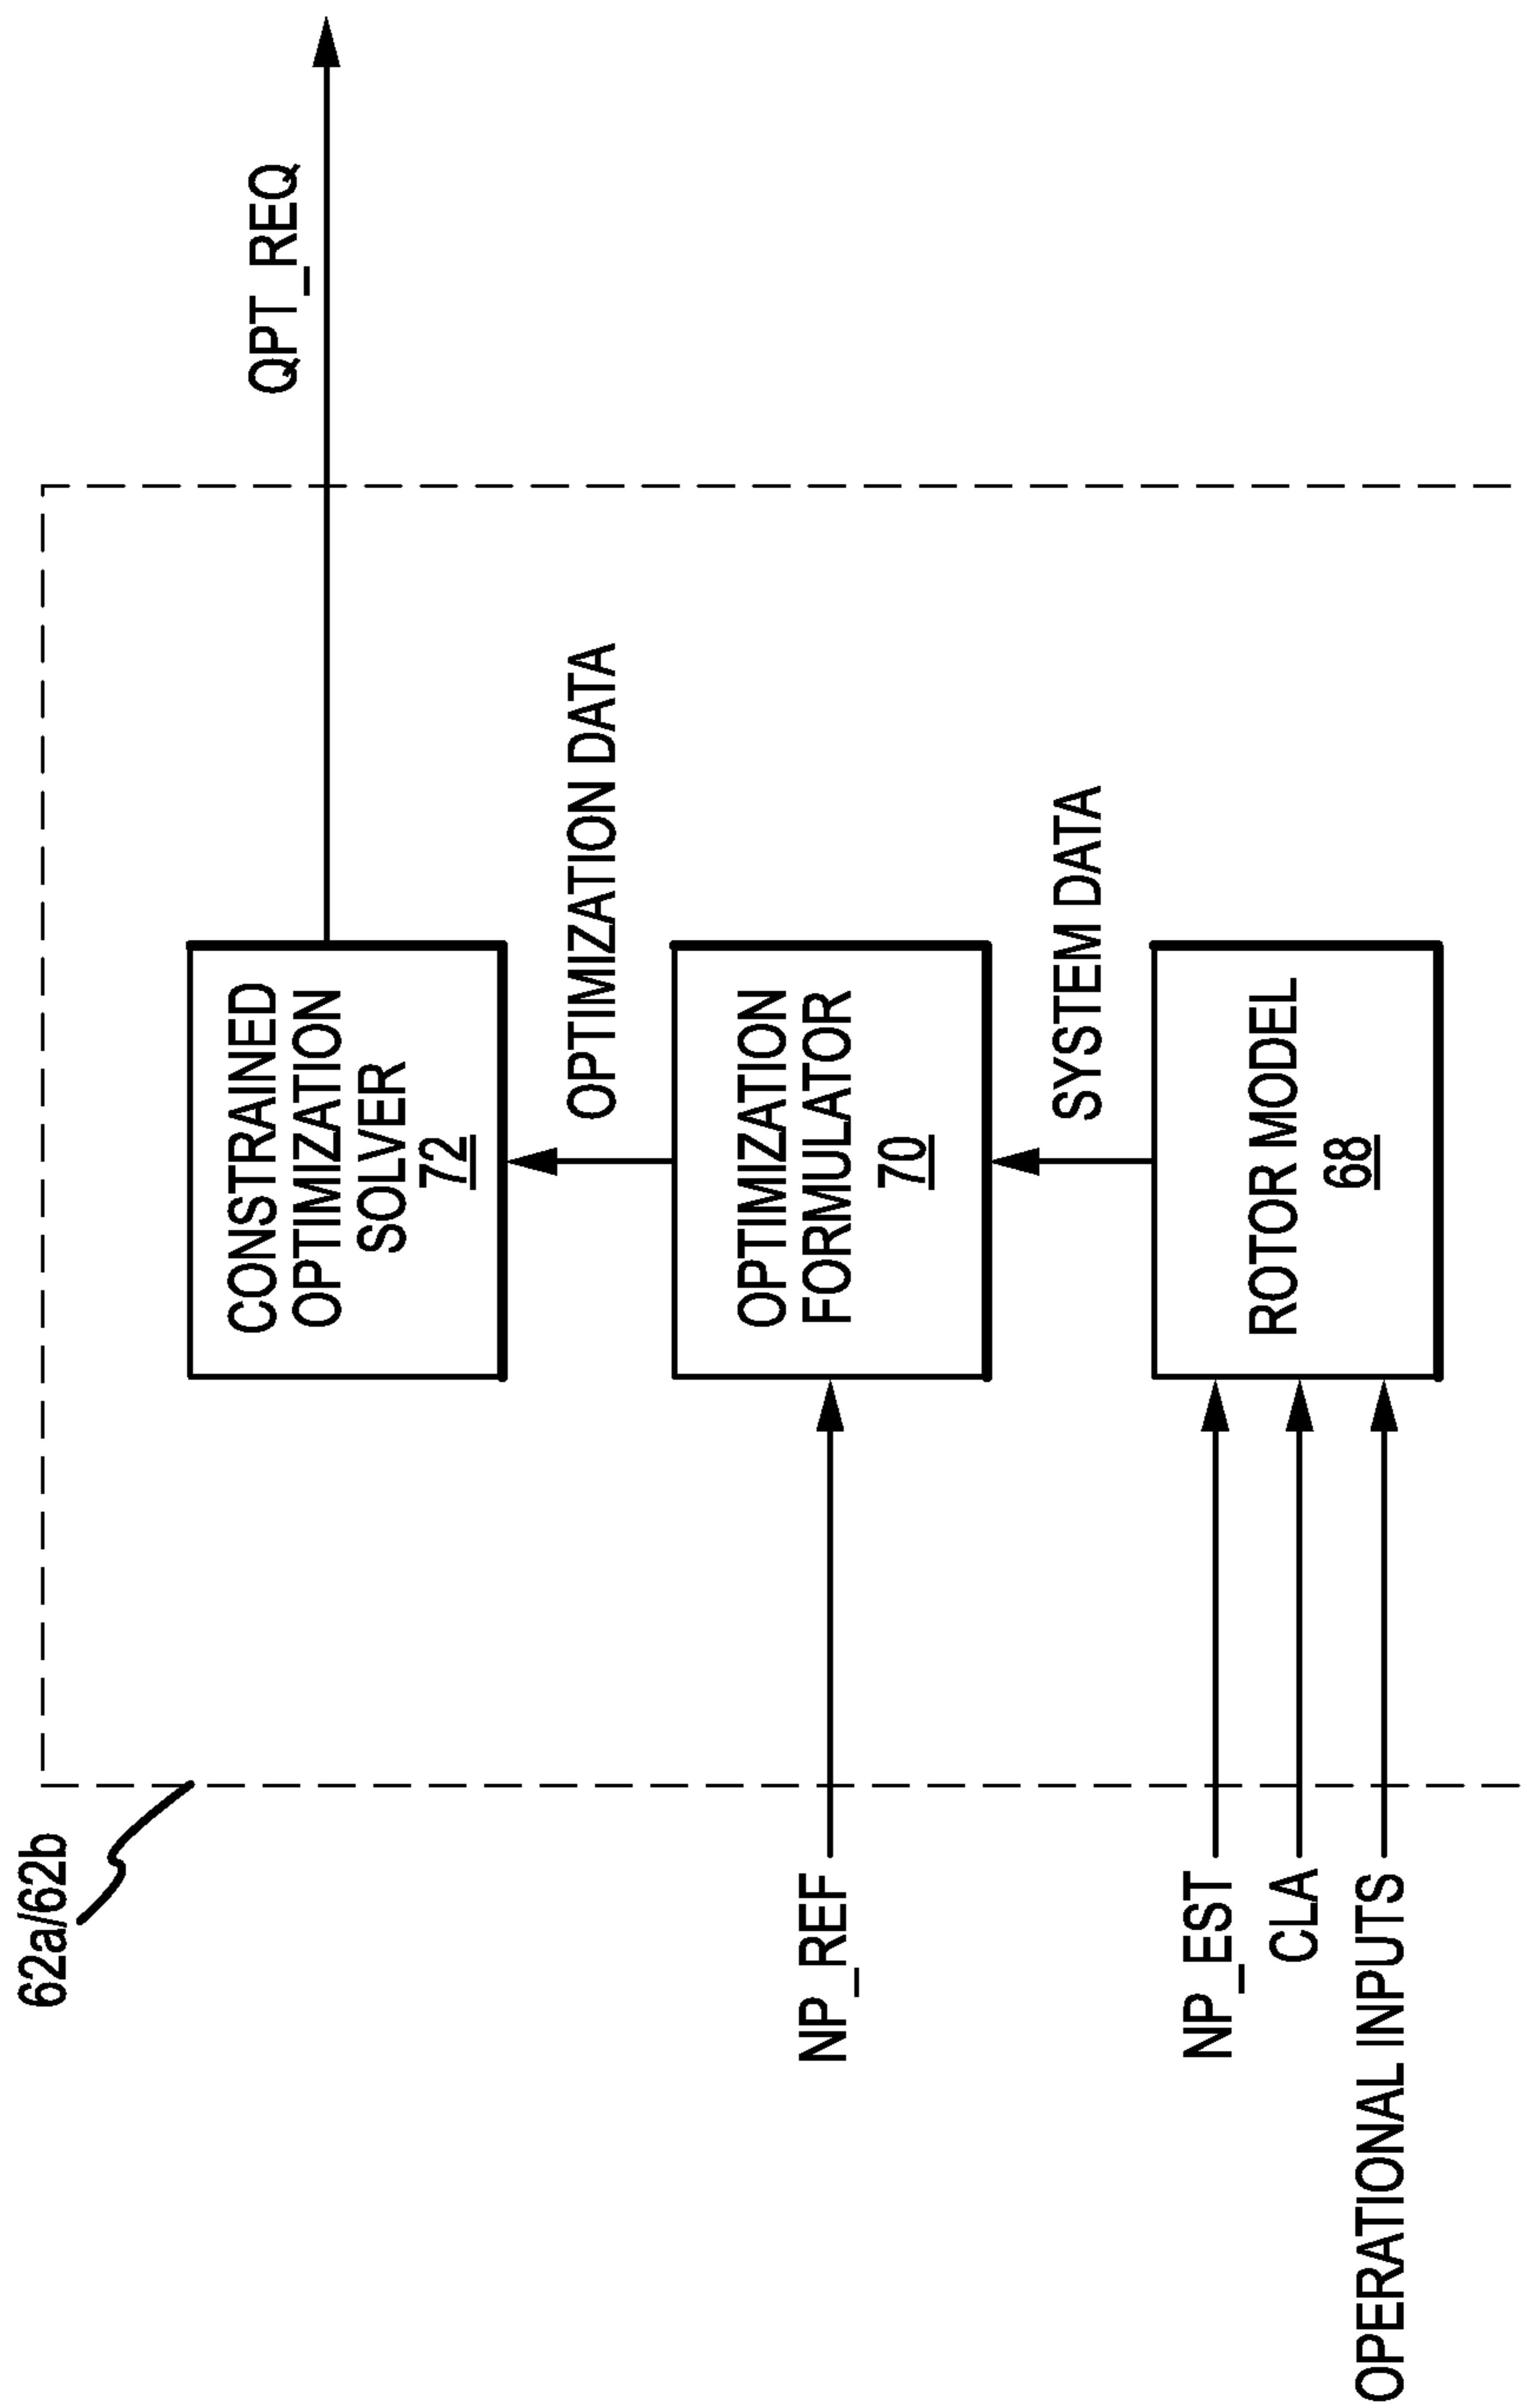 62a/62b
QPT_REQ
CONSTRAINED
OPTIMIZATION
SOLVER
72
OPTIMIZATION DATA
NP_REF
OPTIMIZATION
FORMULATOR
70
SYSTEM DATA
NP_EST
CLA
OPERATIONAL INPUTS
ROTOR MODEL
68